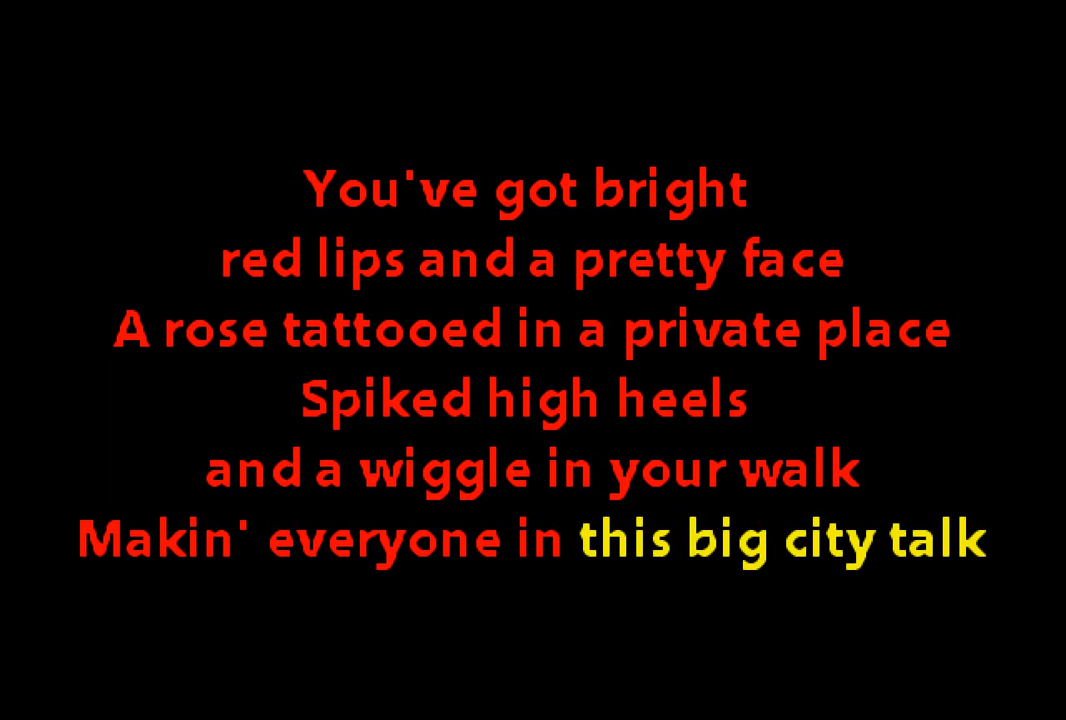 You've got bright
red lips and a pretty face
A rose tattooed in a private place
Spiked high heels
and a wiggle in your walk
Makin' everyone in this big city talk